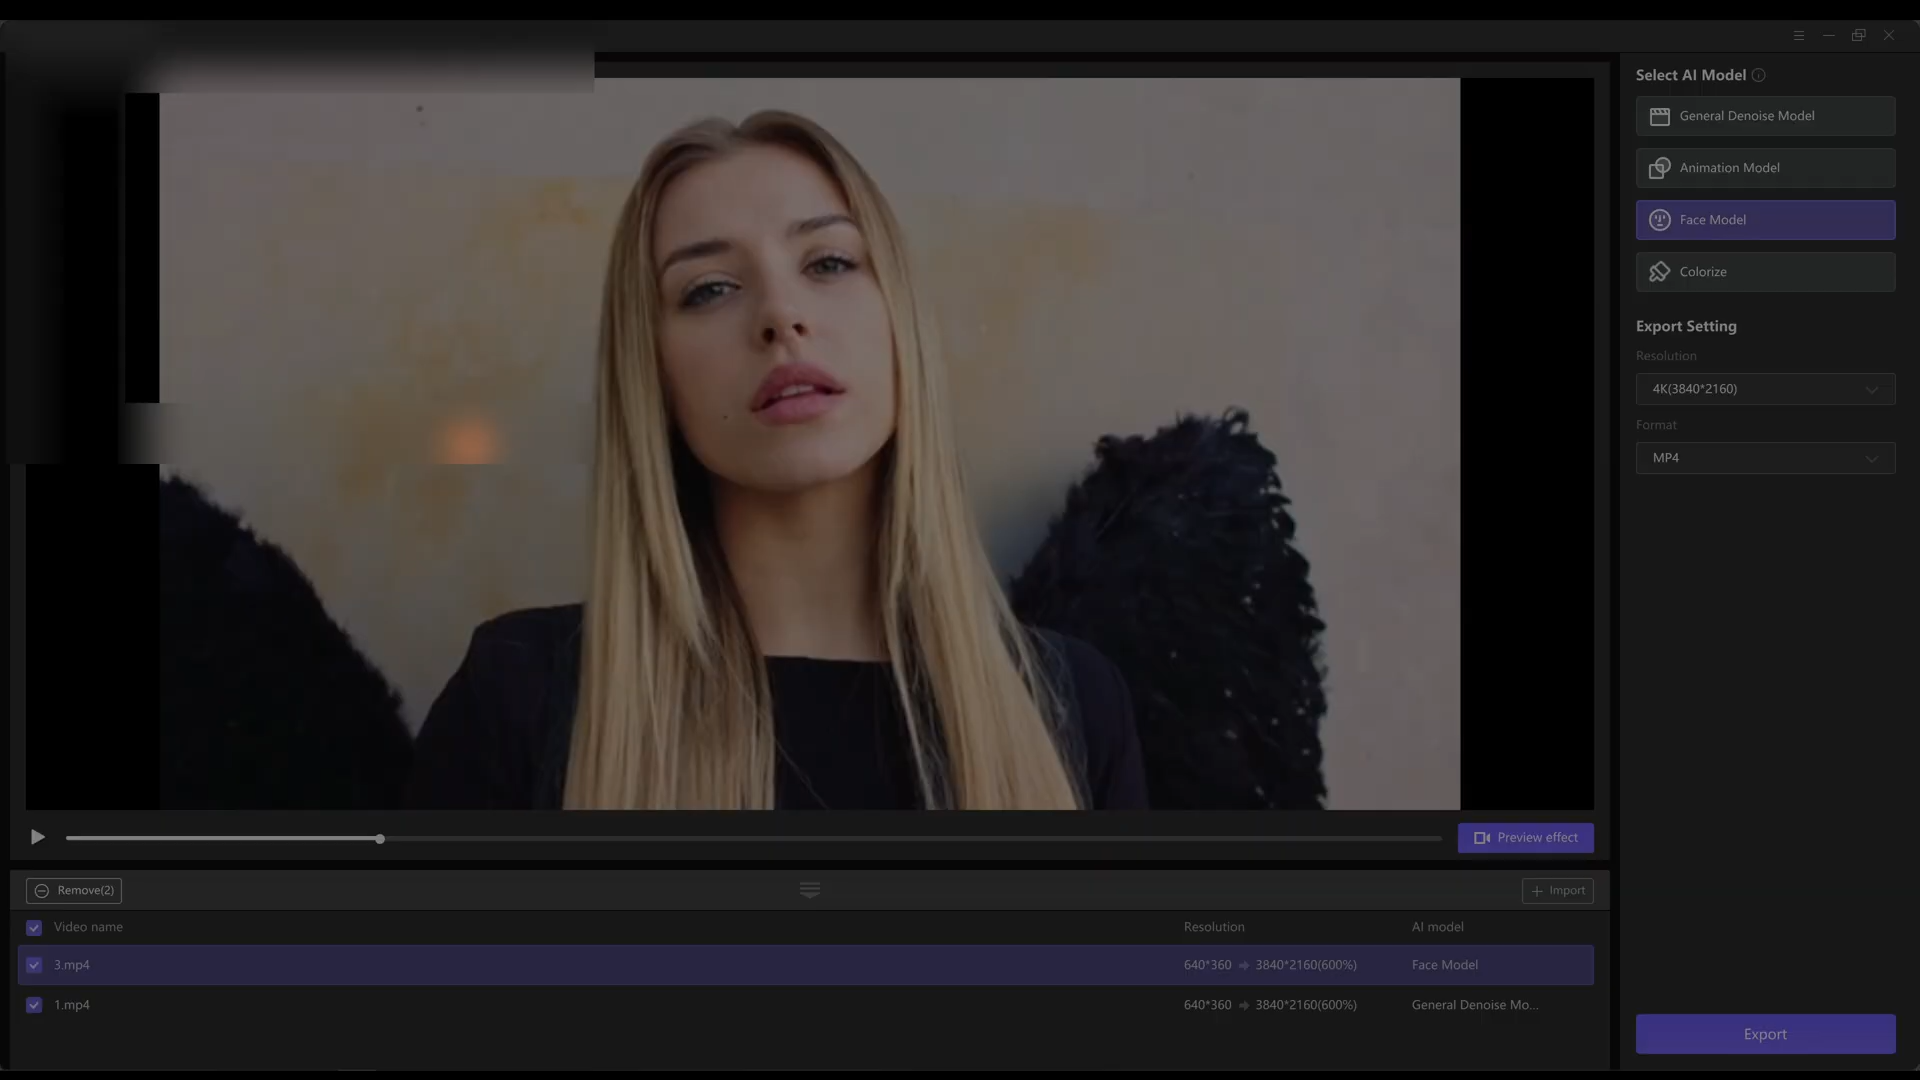 Select AI Model
General Denoise Model
Animation Model
Face Model
Colorize
Export Setting
Resolution
4K(3840*2160)
Format
MP4
Preview effect
Remove(2)
Import
Video name Resolution AI model
3.mp4 640*360 3840*2160(600%) Face Model
1.mp4 640*360 3840*2160(600%) General Denoise Mo...
Export